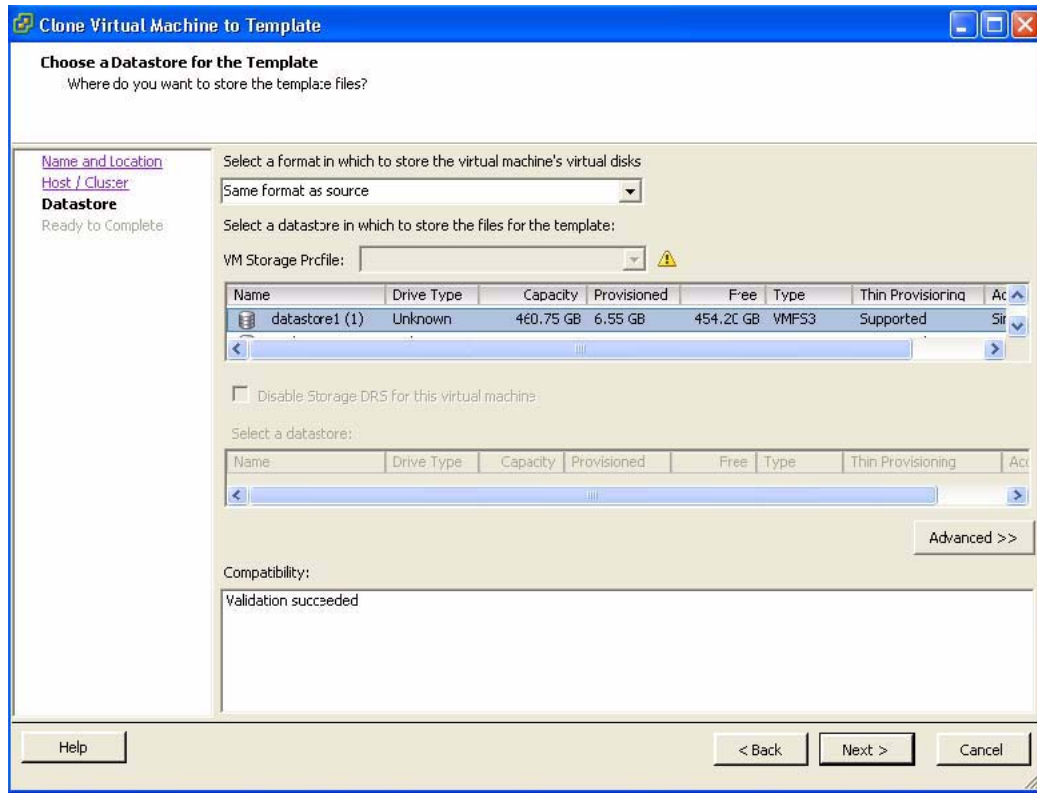 Clone Virtual Machine to Template
Choose a Datastore for the Template
Where do you want to store the template files?
Name and Location
Host / Cluster
Datastore
Ready to Complete
Select a format in which to store the virtual machine's virtual disks
Same format as source
Select a datastore in which to store the files for the template:
VM Storage Profile:
Name Drive Type Capacity Provisioned Free Type Thin Provisioning Ac
datastore1 (1) Unknown 460.75 GB 6.55 GB 454.20 GB VMFS3 Supported Sin
Disable Storage DRS for this virtual machine
Select a datastore:
Name Drive Type Capacity Provisioned Free Type Thin Provisioning Acc
Advanced >>
Compatibility:
Validation succeeded
Help < Back Next > Cancel